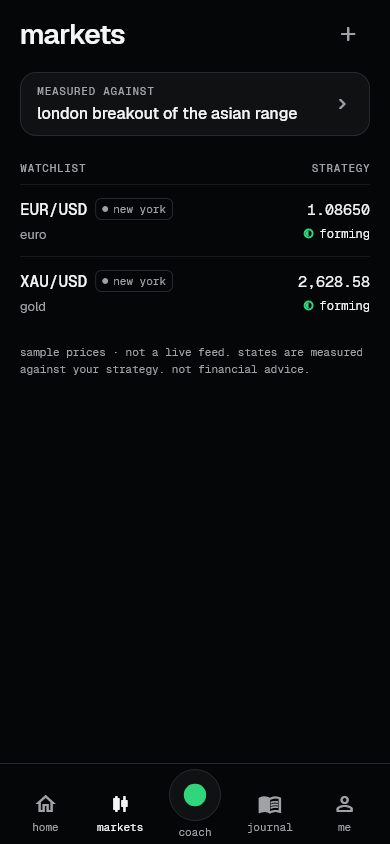 markets
MEASURED AGAINST
london breakout of the asian range
WATCHLIST STRATEGY
EUR/USD new york 1.08650
euro forming
XAU/USD new york 2,628.58
gold forming
sample prices · not a live feed. states are measured
against your strategy. not financial advice.
home markets coach journal me